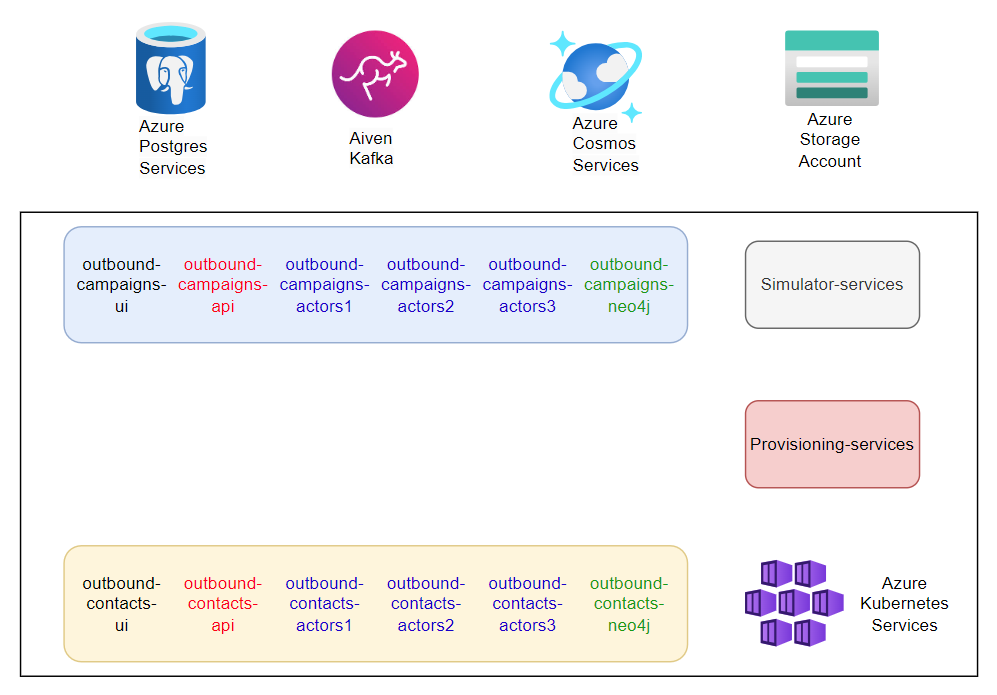 Azure
Postgres
Services
Aiven
Kafka
Azure
Cosmos
Services
Azure
Storage
Account
outbound-
campaigns-
ui
outbound-
campaigns-
api
outbound-
campaigns-
actors1
outbound-
campaigns-
actors2
outbound-
campaigns-
actors3
outbound-
campaigns-
neo4j
Simulator-services
Provisioning-services
outbound-
contacts-
ui
outbound-
contacts-
api
outbound-
contacts-
actors1
outbound-
contacts-
actors2
outbound-
contacts-
actors3
outbound-
contacts-
neo4j
Azure
Kubernetes
Services